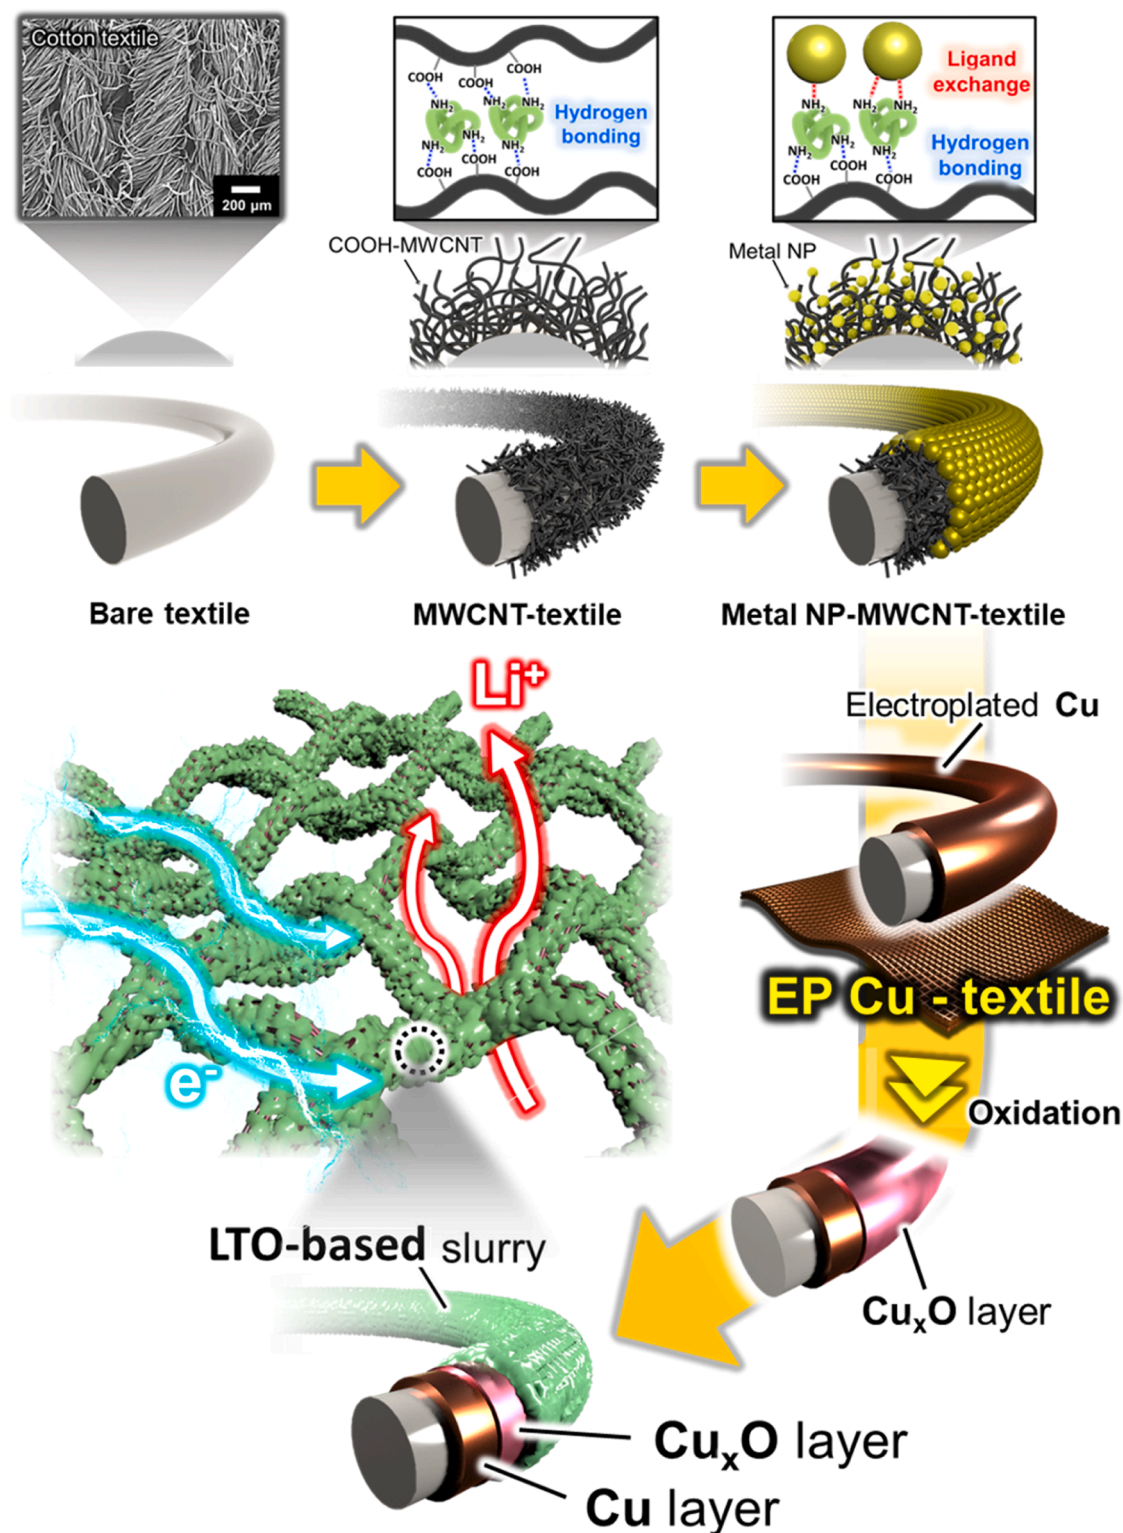 Cotton textile
200 μm
COOH
COOH
COOH
NH₂
NH₂
NH₂
NH₂
NH₂
NH₂
COOH
COOH
COOH
Hydrogen
bonding
Ligand
exchange
NH₂
NH₂
NH₂
NH₂
NH₂
COOH
COOH
COOH
Hydrogen
bonding
COOH-MWCNT
Metal NP
Bare textile
MWCNT-textile
Metal NP-MWCNT-textile
Li⁺
e⁻
Electroplated Cu
EP Cu - textile
Oxidation
CuₓO layer
LTO-based slurry
CuₓO layer
Cu layer